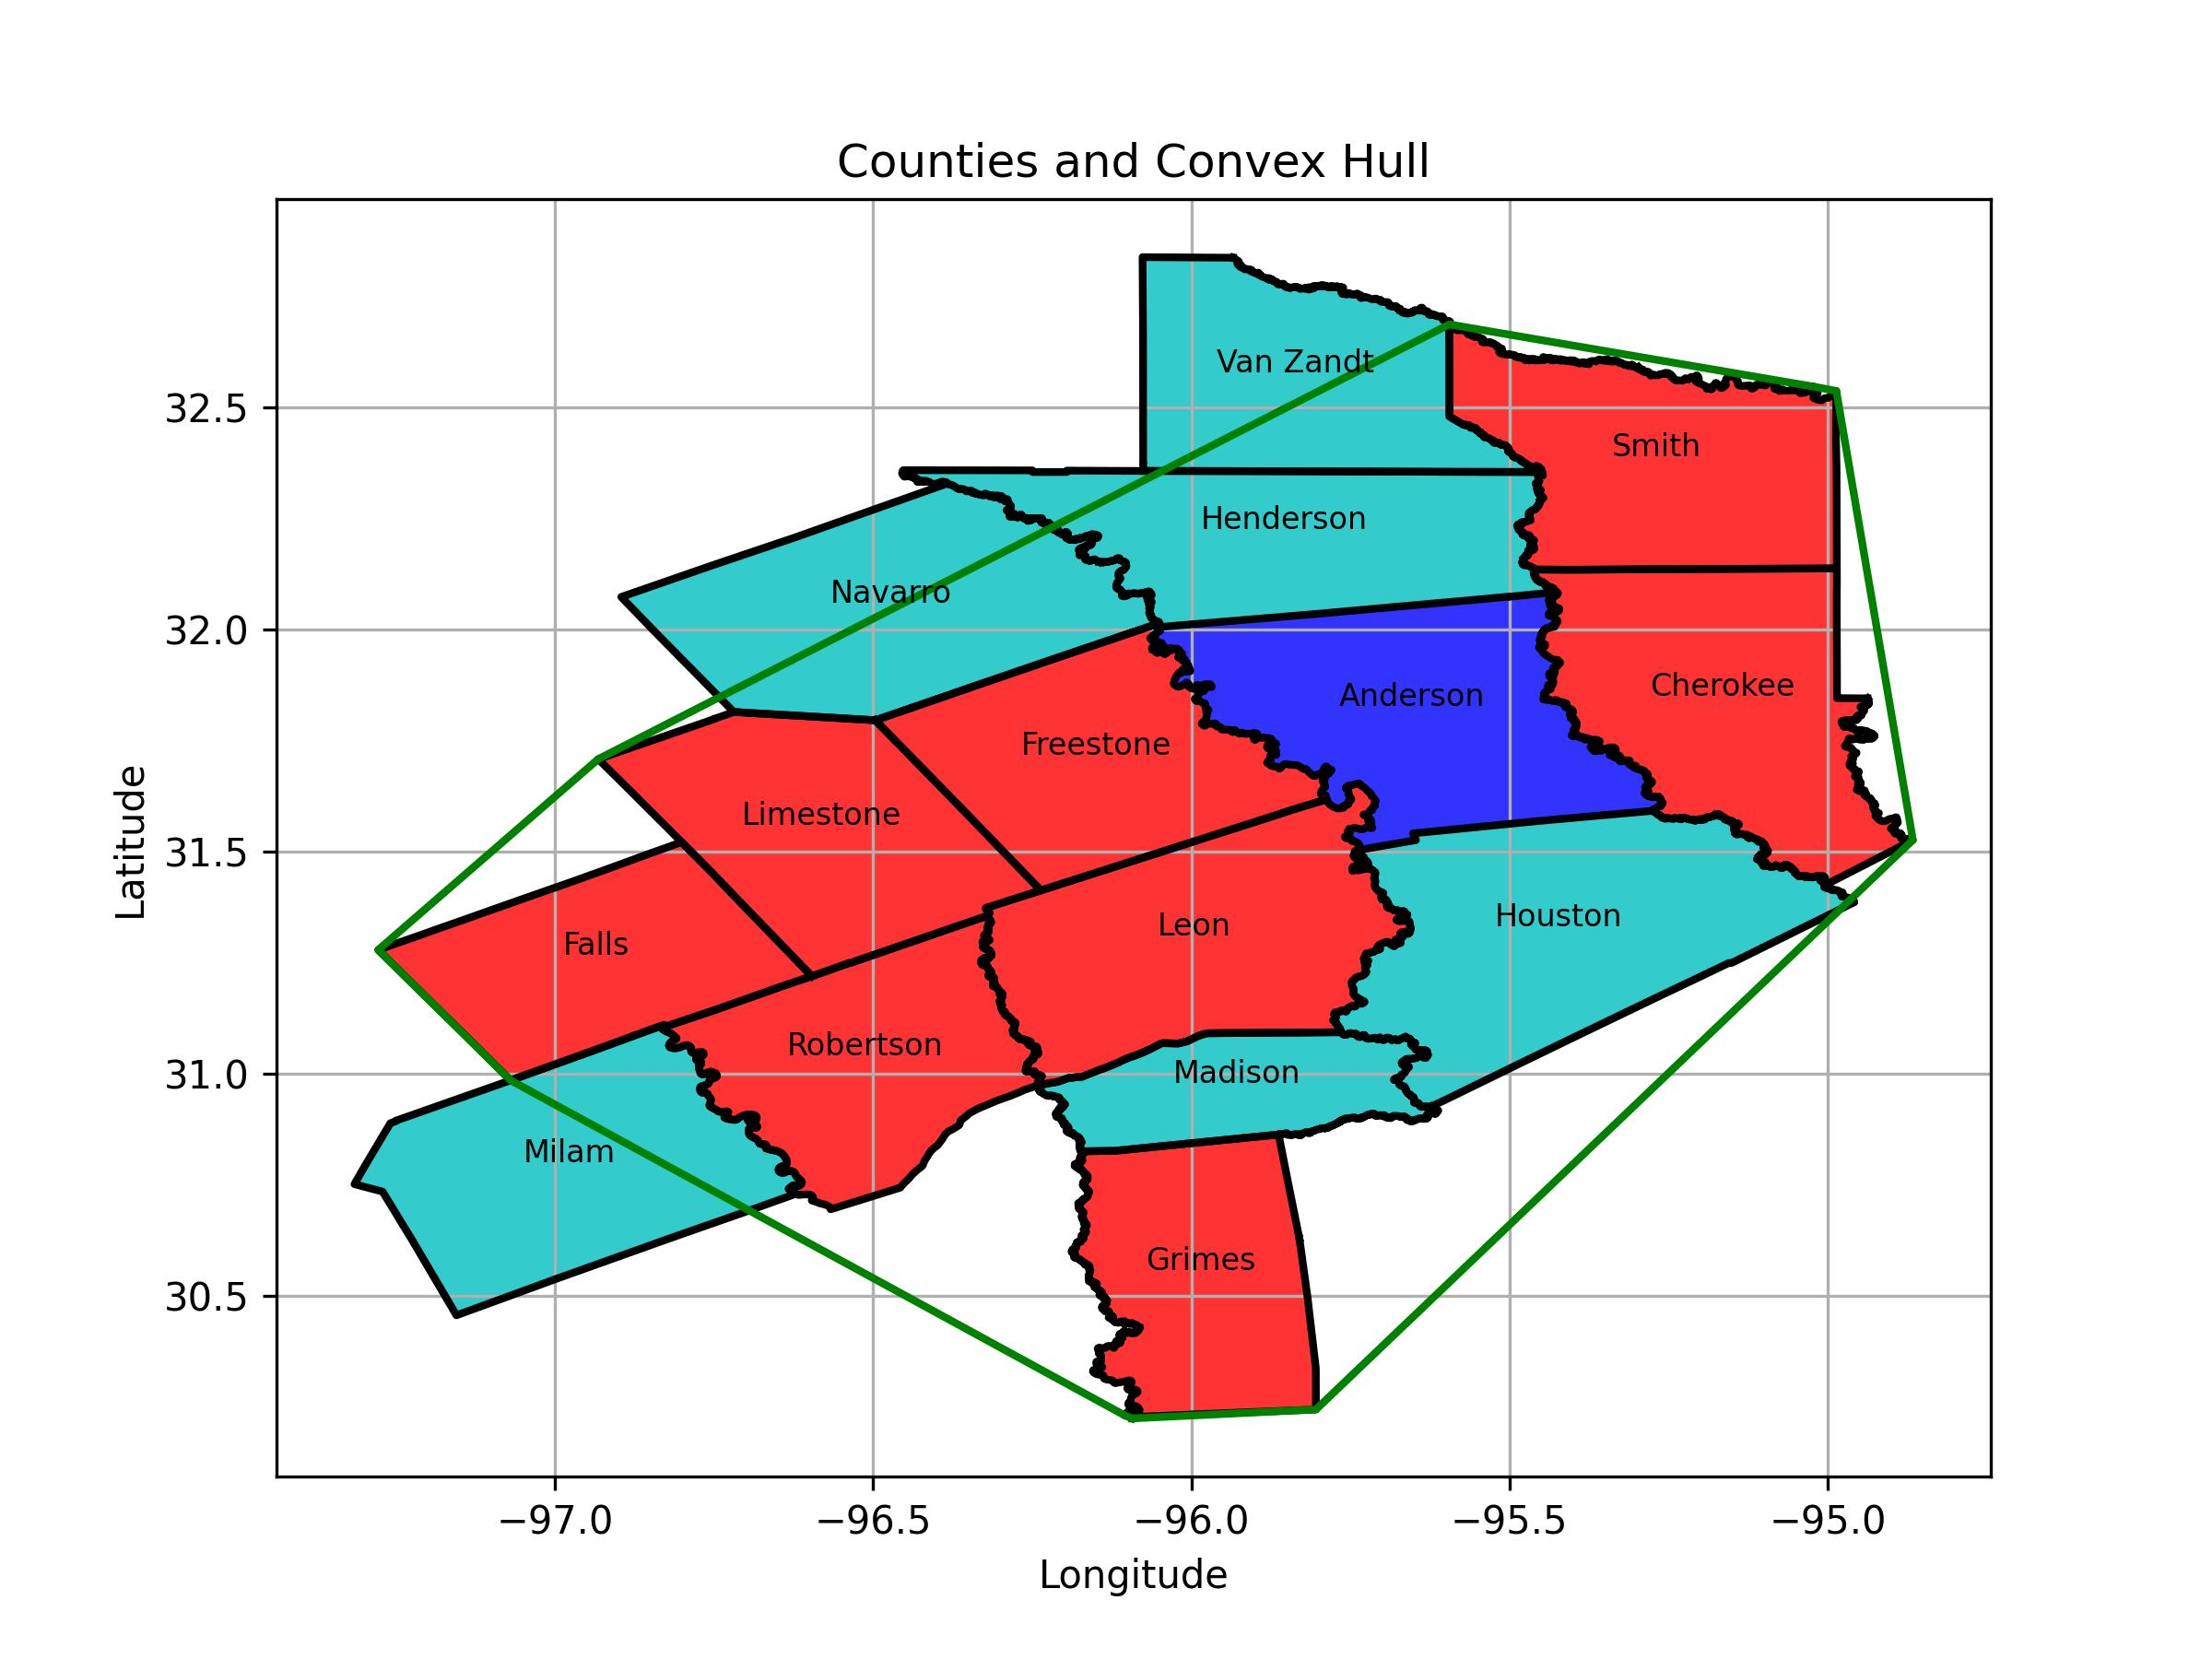 Counties and Convex Hull
Van Zandt
Smith
Henderson
Navarro
Cherokee
Anderson
Freestone
Limestone
Houston
Leon
Falls
Robertson
Madison
Milam
Grimes
32.5
32.0
31.5
31.0
30.5
Latitude
−97.0 −96.5 −96.0 −95.5 −95.0
Longitude